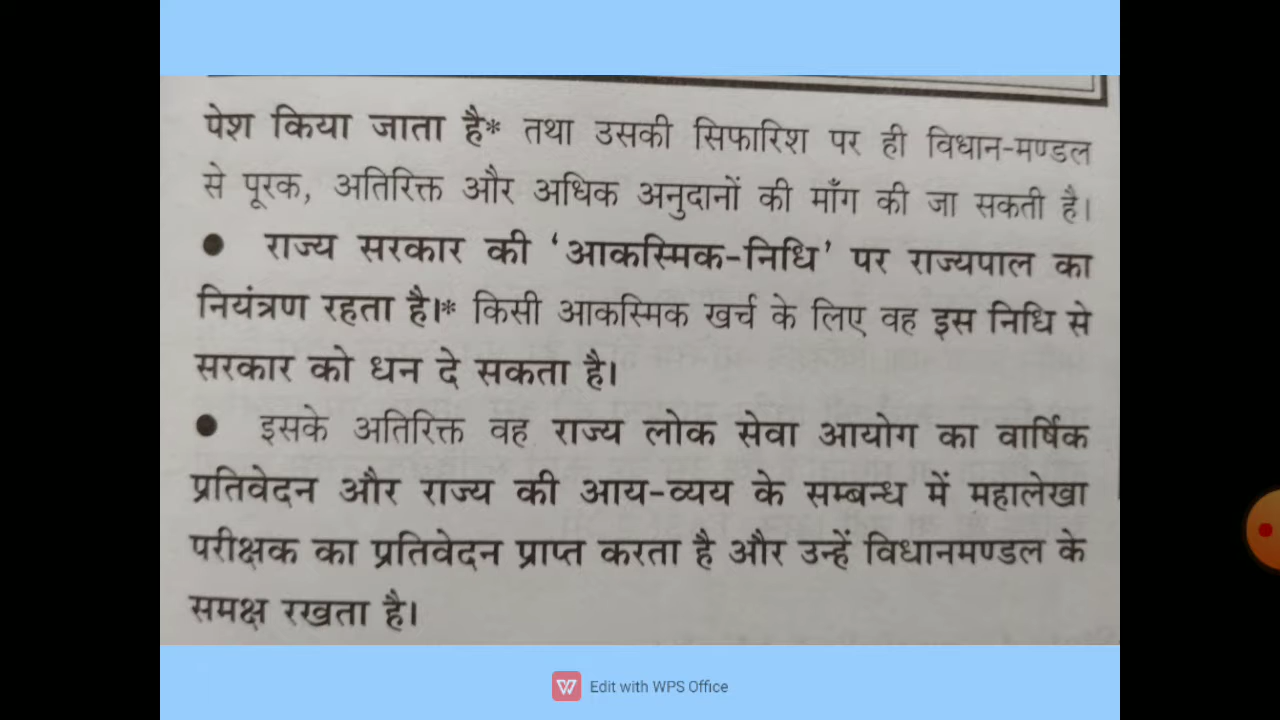 पेश किया जाता है* तथा उसकी सिफारिश पर ही विधान-मण्डल
से पूरक, अतिरिक्त और अधिक अनुदानों की माँग की जा सकती है।
● राज्य सरकार की ‘आकस्मिक-निधि’ पर राज्यपाल का
नियंत्रण रहता है।* किसी आकस्मिक खर्च के लिए वह इस निधि से
सरकार को धन दे सकता है।
● इसके अतिरिक्त वह राज्य लोक सेवा आयोग का वार्षिक
प्रतिवेदन और राज्य की आय-व्यय के सम्बन्ध में महालेखा
परीक्षक का प्रतिवेदन प्राप्त करता है और उन्हें विधानमण्डल के
समक्ष रखता है।
Edit with WPS Office